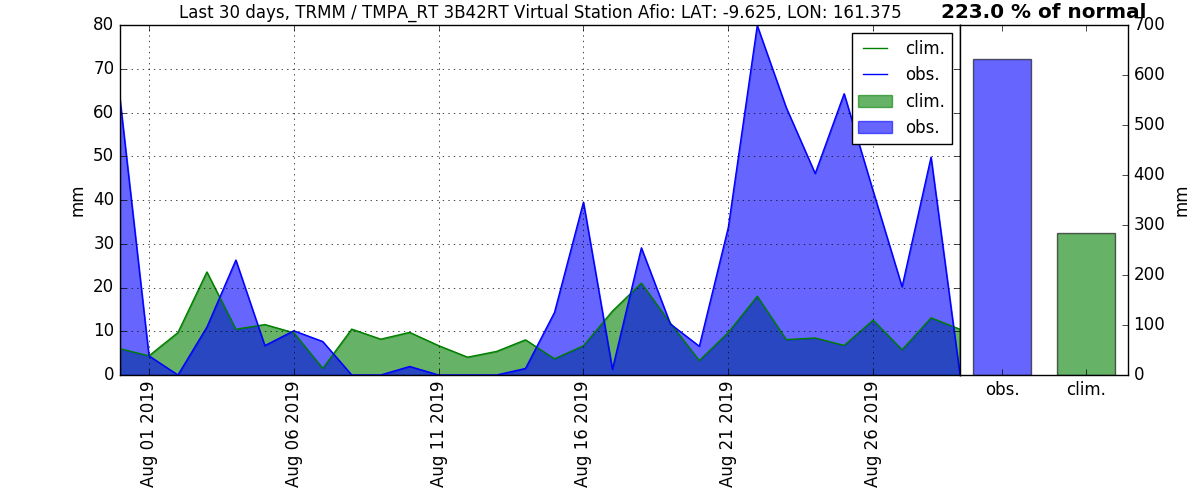 Last 30 days, TRMM / TMPA_RT 3B42RT Virtual Station Afio: LAT: -9.625, LON: 161.375
223.0 % of normal
80
70
60
50
40
30
20
10
0
mm
clim.
obs.
clim.
obs.
700
600
500
400
300
200
100
0
mm
Aug 01 2019
Aug 06 2019
Aug 11 2019
Aug 16 2019
Aug 21 2019
Aug 26 2019
obs.
clim.